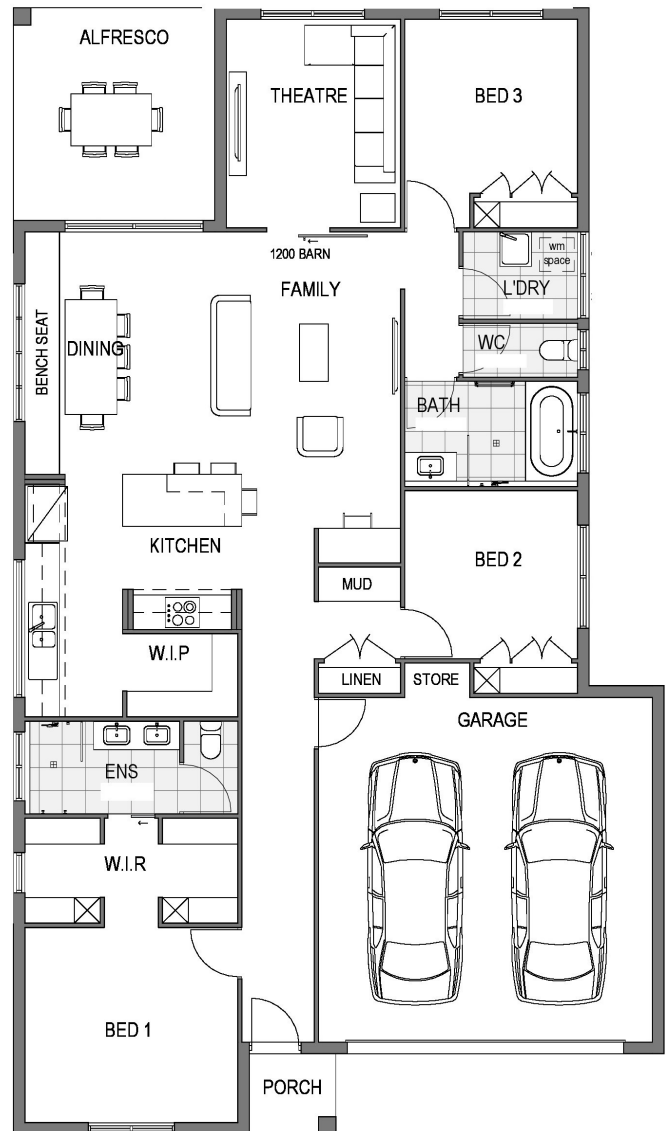 ALFRESCO
THEATRE
BED 3
1200 BARN
wm
space
L'DRY
FAMILY
BENCH SEAT
DINING
WC
BATH
KITCHEN
BED 2
MUD
W.I.P
LINEN
STORE
GARAGE
ENS
W.I.R
BED 1
PORCH